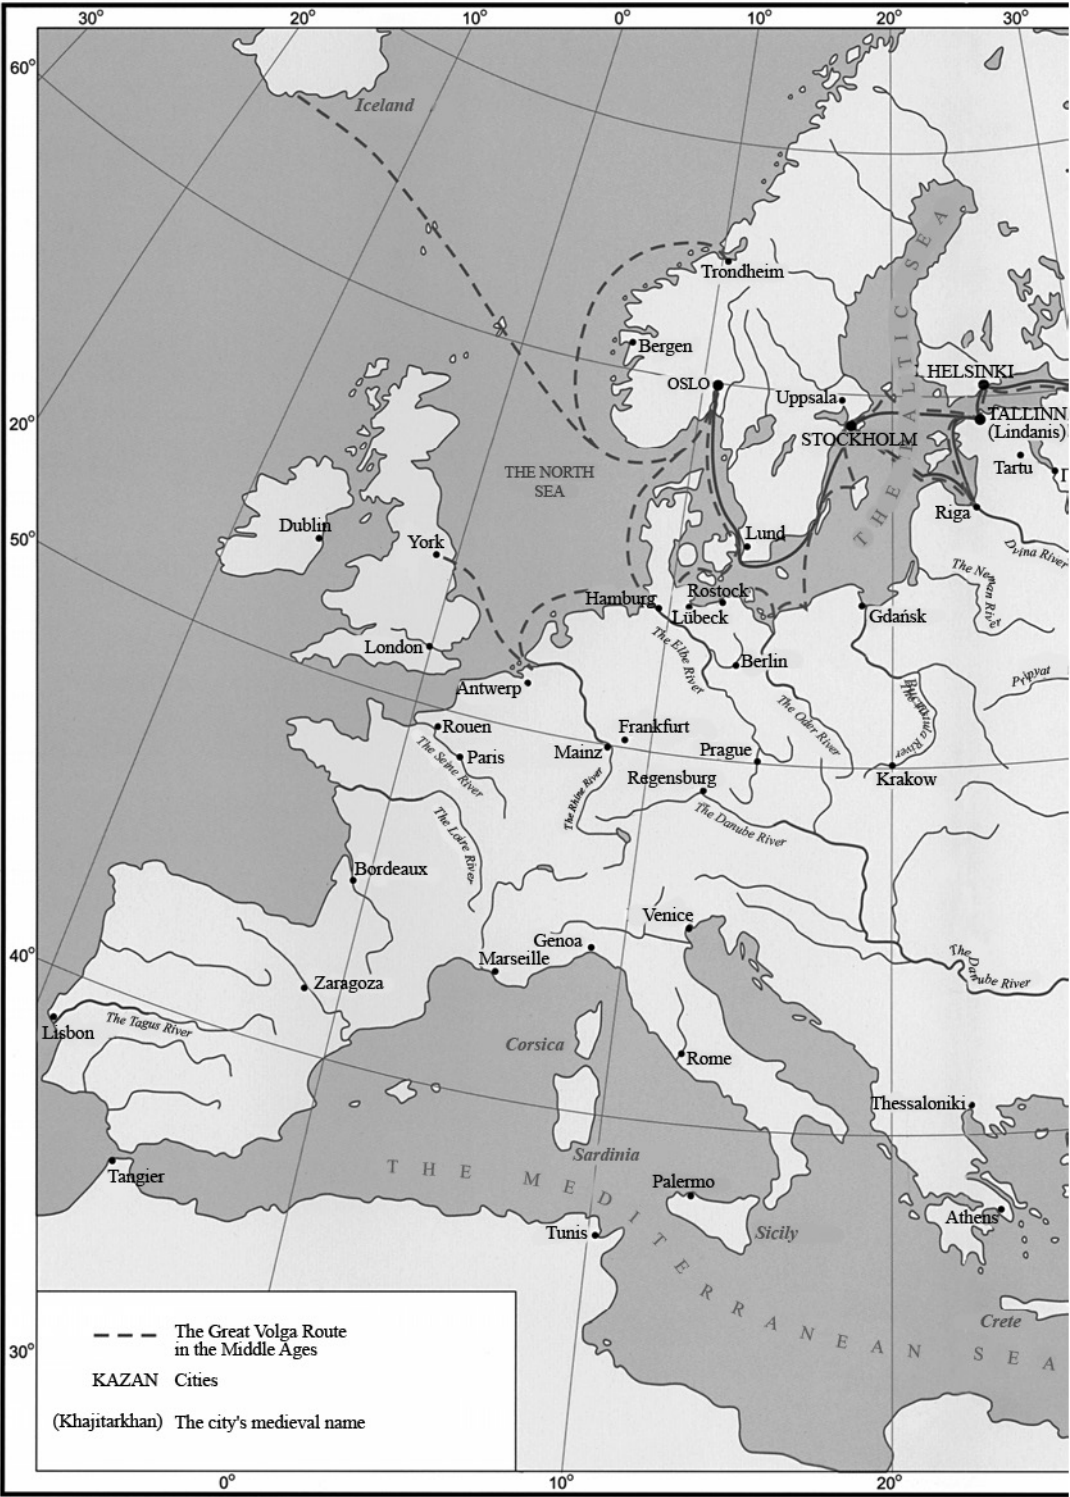 30° 20° 10° 0° 10° 20° 30°
60°
Iceland
THE BALTIC SEA
Trondheim
Bergen
HELSINKI
OSLO
Uppsala
TALLINN
(Lindanis)
STOCKHOLM
20°
Tartu
THE NORTH
SEA
Riga
Dublin
York
Lund
50°
Dvina River
The Neman River
Rostock
Hamburg
Lübeck
Gdańsk
London
The Elbe River
Berlin
Pripyat
Antwerp
The Oder River
Rouen
Frankfurt
Mainz
Prague
Paris
The Seine River
Krakow
Regensburg
The Rhine River
The Danube River
The Loire River
Bordeaux
Venice
Genoa
40°
Marseille
The Danube River
Zaragoza
Lisbon
The Tagus River
Corsica
Rome
Thessaloniki
Sardinia
THE MEDITERRANEAN SEA
Tangier
Palermo
Athens
Tunis
Sicily
Crete
The Great Volga Route
in the Middle Ages
30°
KAZAN Cities
(Khajitarkhan) The city's medieval name
0° 10° 20°